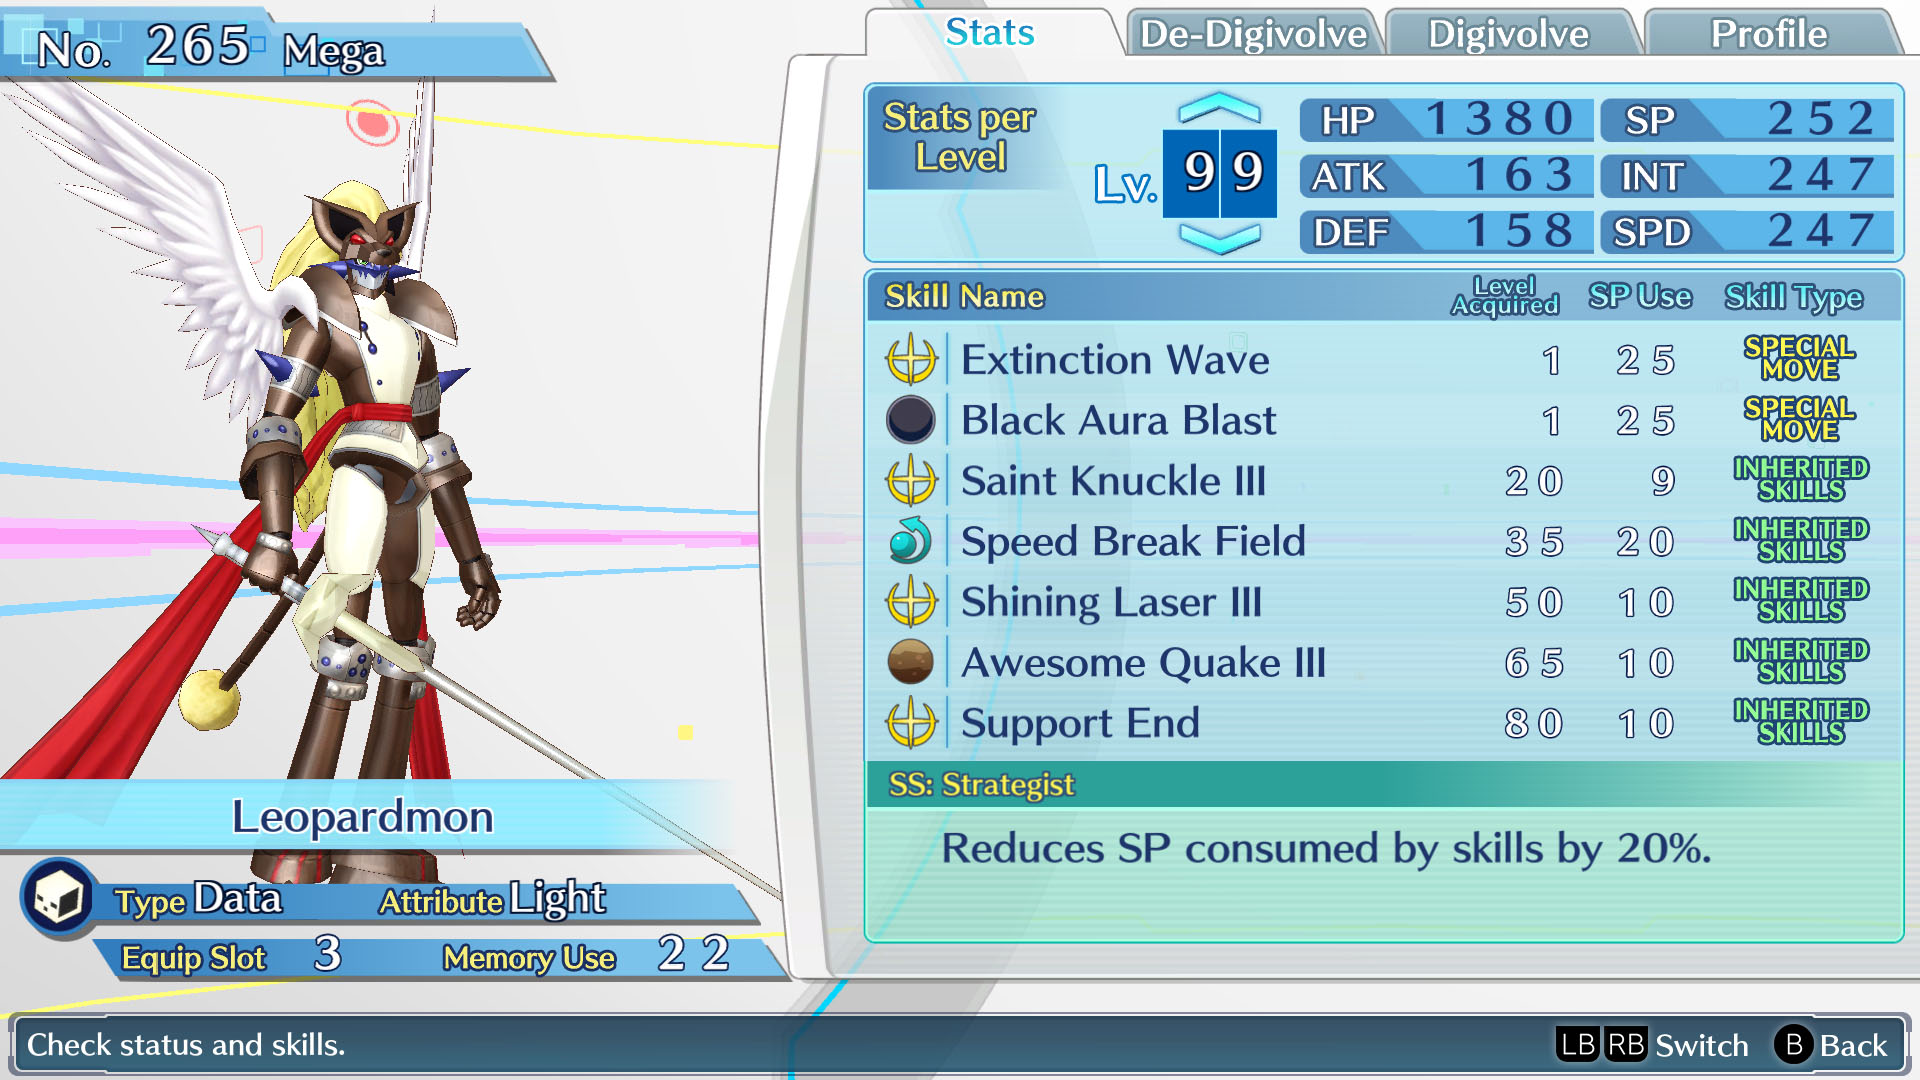 No. 265 Mega
Stats De-Digivolve Digivolve Profile
Stats per
Level
Lv. 99
HP 1380 SP 252
ATK 163 INT 247
DEF 158 SPD 247
Skill Name Level Acquired SP Use Skill Type
Extinction Wave 1 25 SPECIAL MOVE
Black Aura Blast 1 25 SPECIAL MOVE
Saint Knuckle III 20 9 INHERITED SKILLS
Speed Break Field 35 20 INHERITED SKILLS
Shining Laser III 50 10 INHERITED SKILLS
Awesome Quake III 65 10 INHERITED SKILLS
Support End 80 10 INHERITED SKILLS
SS: Strategist
Reduces SP consumed by skills by 20%.
Leopardmon
Type Data Attribute Light
Equip Slot 3 Memory Use 22
Check status and skills.
LB RB Switch B Back